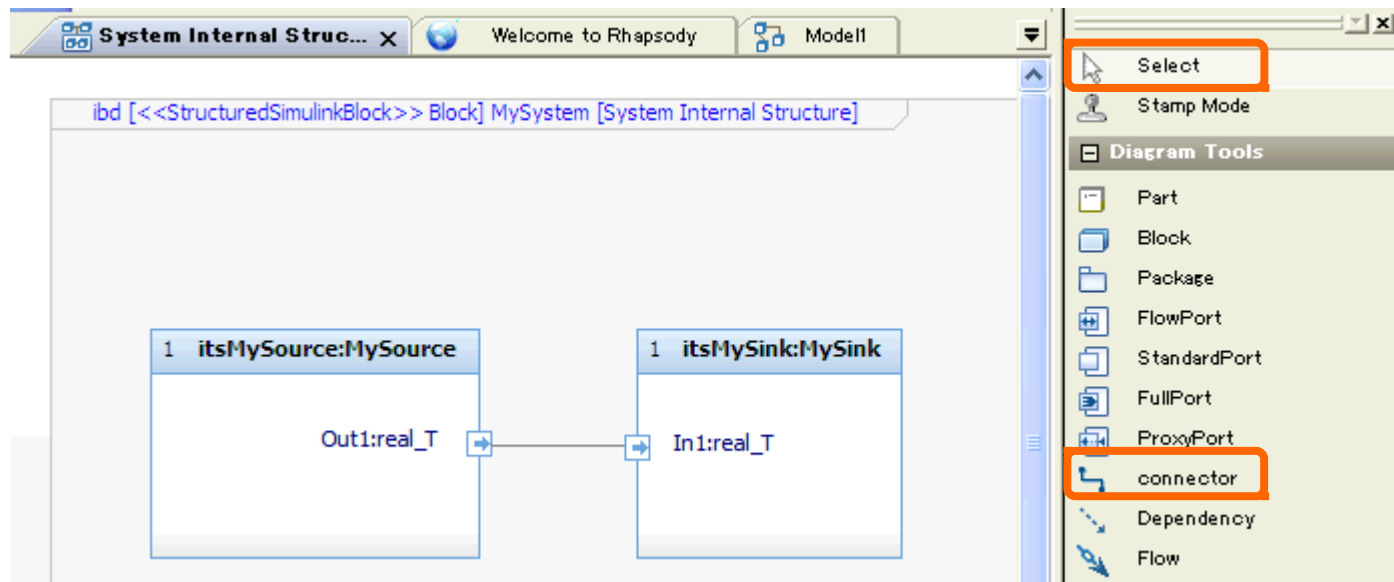 System Internal Struc... x
Welcome to Rhapsody
Model1
ibd [<<StructuredSimulinkBlock>> Block] MySystem [System Internal Structure]
1 itsMySource:MySource
Out1:real_T
1 itsMySink:MySink
In1:real_T
Select
Stamp Mode
Diagram Tools
Part
Block
Package
FlowPort
StandardPort
FullPort
ProxyPort
connector
Dependency
Flow